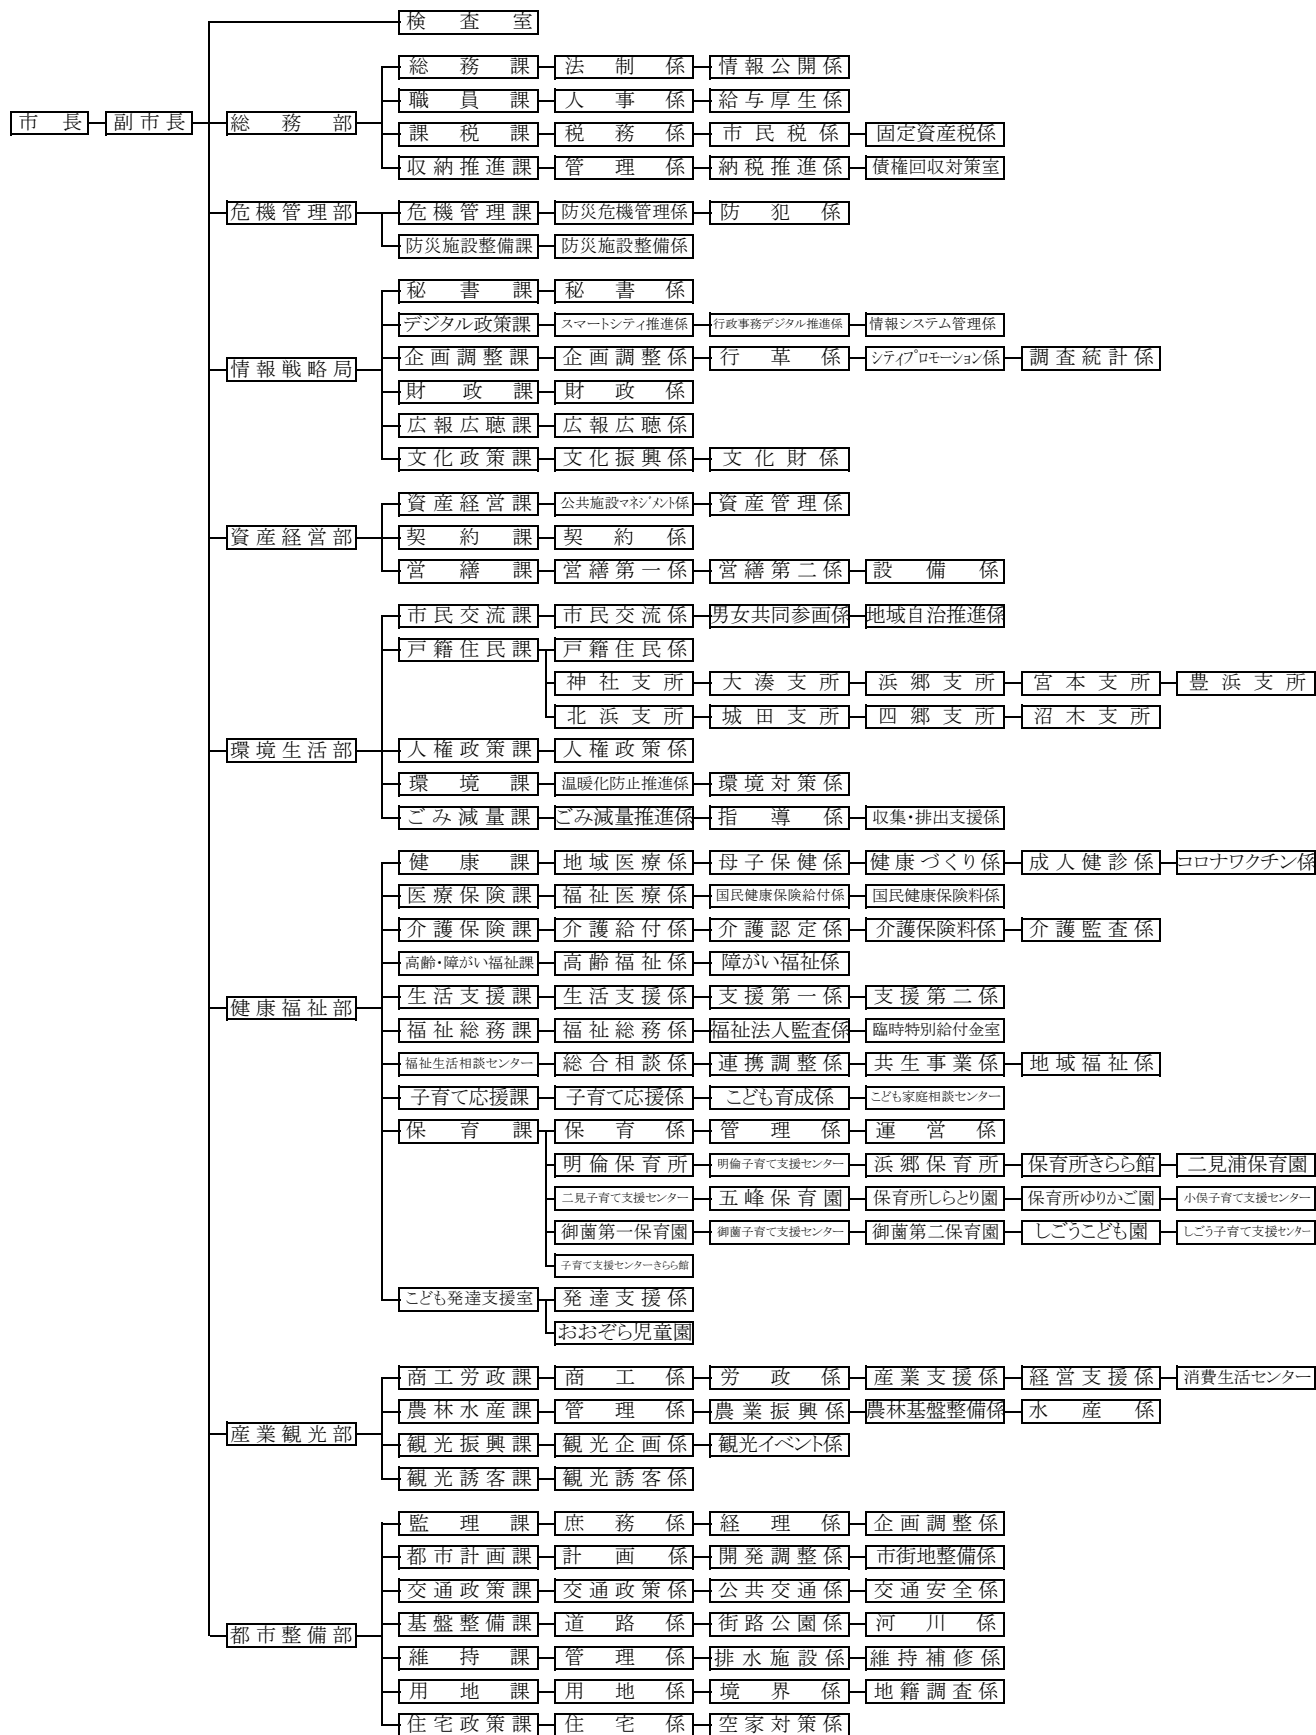 検査室
総務課 法制係 情報公開係
職員課 人事係 給与厚生係
市長 副市長 総務部
課税課 税務係 市民税係 固定資産税係
収納推進課 管理係 納税推進係 債権回収対策室
危機管理部 危機管理課 防災危機管理係 防犯係
防災施設整備課 防災施設整備係
秘書課 秘書係
デジタル政策課 スマートシティ推進係 行政事務デジタル推進係 情報システム管理係
企画調整課 企画調整係 行革係 シティプロモーション係 調査統計係
情報戦略局
財政課 財政係
広報広聴課 広報広聴係
文化政策課 文化振興係 文化財係
資産経営課 公共施設マネジメント係 資産管理係
資産経営部 契約課 契約係
営繕課 営繕第一係 営繕第二係 設備係
市民交流課 市民交流係 男女共同参画係 地域自治推進係
戸籍住民課 戸籍住民係
神社支所 大湊支所 浜郷支所 宮本支所 豊浜支所
北浜支所 城田支所 四郷支所 沼木支所
環境生活部 人権政策課 人権政策係
環境課 温暖化防止推進係 環境対策係
ごみ減量課 ごみ減量推進係 指導係 収集・排出支援係
健康課 地域医療係 母子保健係 健康づくり係 成人健診係 コロナワクチン係
医療保険課 福祉医療係 国民健康保険給付係 国民健康保険料係
介護保険課 介護給付係 介護認定係 介護保険料係 介護監査係
高齢・障がい福祉課 高齢福祉係 障がい福祉係
生活支援課 生活支援係 支援第一係 支援第二係
健康福祉部
福祉総務課 福祉総務係 福祉法人監査係 臨時特別給付金室
福祉生活相談センター 総合相談係 連携調整係 共生事業係 地域福祉係
子育て応援課 子育て応援係 こども育成係 こども家庭相談センター
保育課 保育係 管理係 運営係
明倫保育所 明倫子育て支援センター 浜郷保育所 保育所きらら館 二見浦保育園
二見子育て支援センター 五峰保育園 保育所しらとり園 保育所ゆりかご園 小俣子育て支援センター
御薗第一保育園 御薗子育て支援センター 御薗第二保育園 しごうこども園 しごう子育て支援センター
子育て支援センターきらら館
こども発達支援室 発達支援係
おおぞら児童園
商工労政課 商工係 労政係 産業支援係 経営支援係 消費生活センター
農林水産課 管理係 農業振興係 農林基盤整備係 水産係
産業観光部
観光振興課 観光企画係 観光イベント係
観光誘客課 観光誘客係
監理課 庶務係 経理係 企画調整係
都市計画課 計画係 開発調整係 市街地整備係
交通政策課 交通政策係 公共交通係 交通安全係
基盤整備課 道路係 街路公園係 河川係
都市整備部
維持課 管理係 排水施設係 維持補修係
用地課 用地係 境界係 地籍調査係
住宅政策課 住宅係 空家対策係